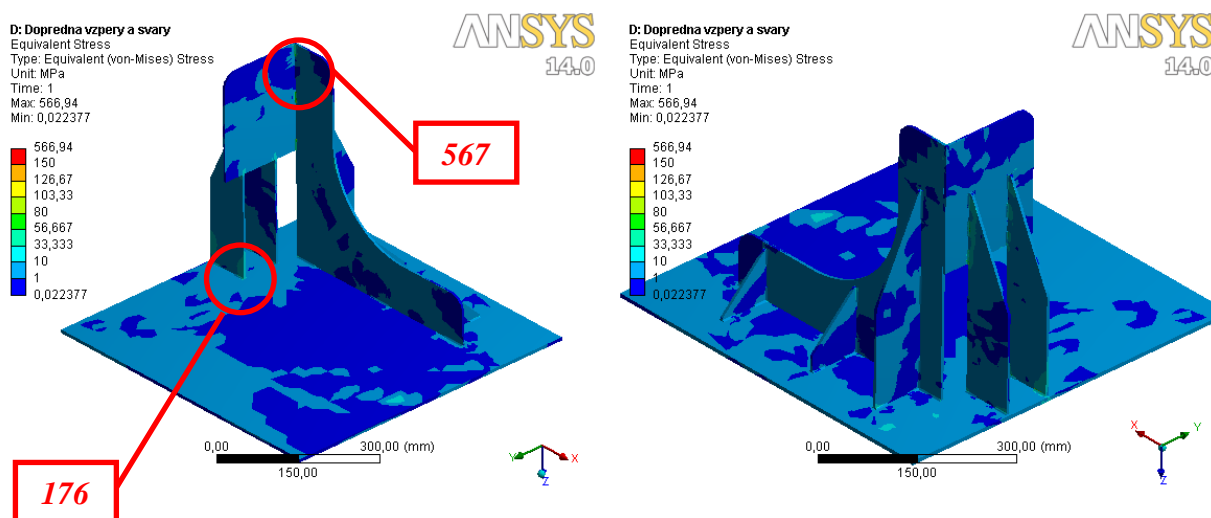 D: Dopredna vzpery a svary
Equivalent Stress
Type: Equivalent (von-Mises) Stress
Unit: MPa
Time: 1
Max: 566,94
Min: 0,022377
566,94
150
126,67
103,33
80
56,667
33,333
10
1
0,022377
ANSYS
14.0
567
176
0,00
300,00 (mm)
150,00
Y
X
Z
D: Dopredna vzpery a svary
Equivalent Stress
Type: Equivalent (von-Mises) Stress
Unit: MPa
Time: 1
Max: 566,94
Min: 0,022377
566,94
150
126,67
103,33
80
56,667
33,333
10
1
0,022377
ANSYS
14.0
0,00
300,00 (mm)
150,00
X
Y
Z